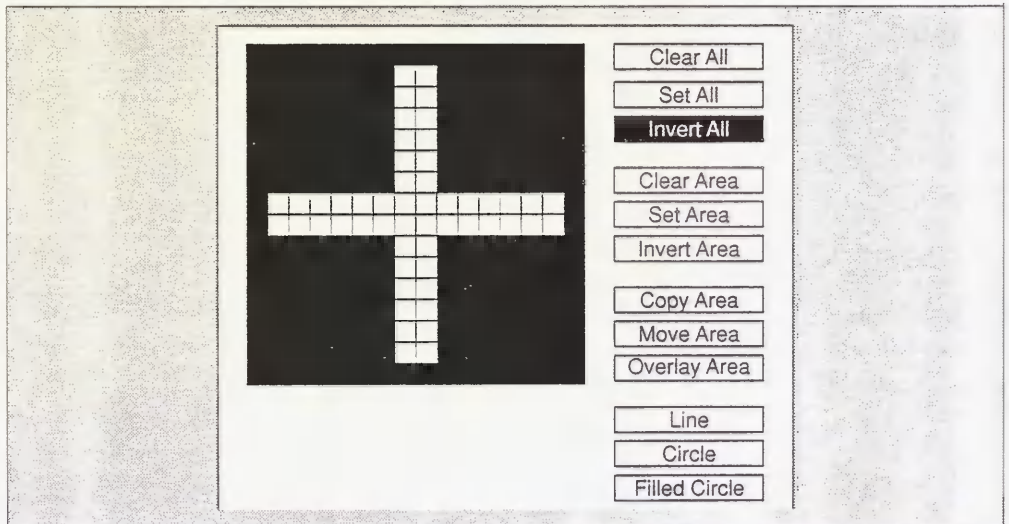 Clear All
Set All
Invert All
Clear Area
Set Area
Invert Area
Copy Area
Move Area
Overlay Area
Line
Circle
Filled Circle